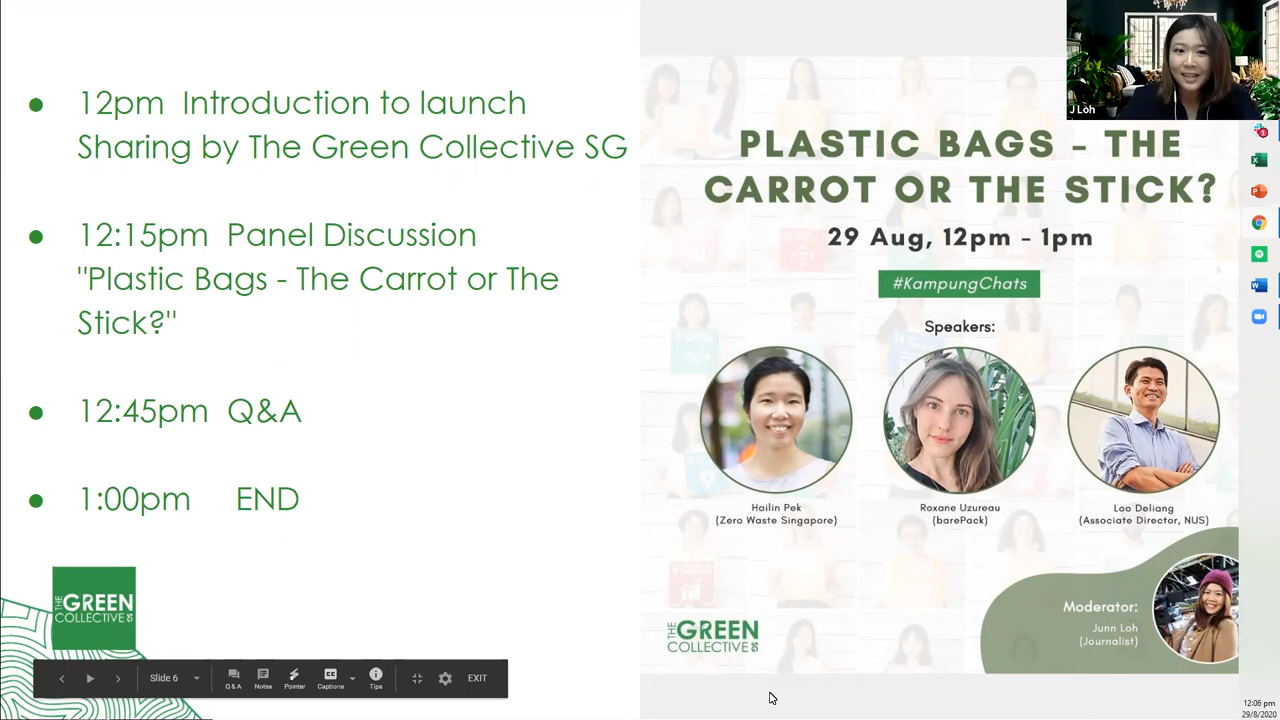 12pm Introduction to launch
Sharing by The Green Collective SG
12:15pm Panel Discussion
"Plastic Bags - The Carrot or The
Stick?"
12:45pm Q&A
1:00pm END
THE GREEN
COLLECTIVE SG
Slide 6
Q&A
Notes
Pointer
Captions
Tips
EXIT
J Loh
PLASTIC BAGS - THE
CARROT OR THE STICK?
29 Aug, 12pm - 1pm
#KampungChats
Speakers:
Hailin Pek
(Zero Waste Singapore)
Roxane Uzureau
(barePack)
Loo Deliang
(Associate Director, NUS)
Moderator:
Junn Loh
(Journalist)
THE GREEN
COLLECTIVE SG
12:06 pm
29/8/2020